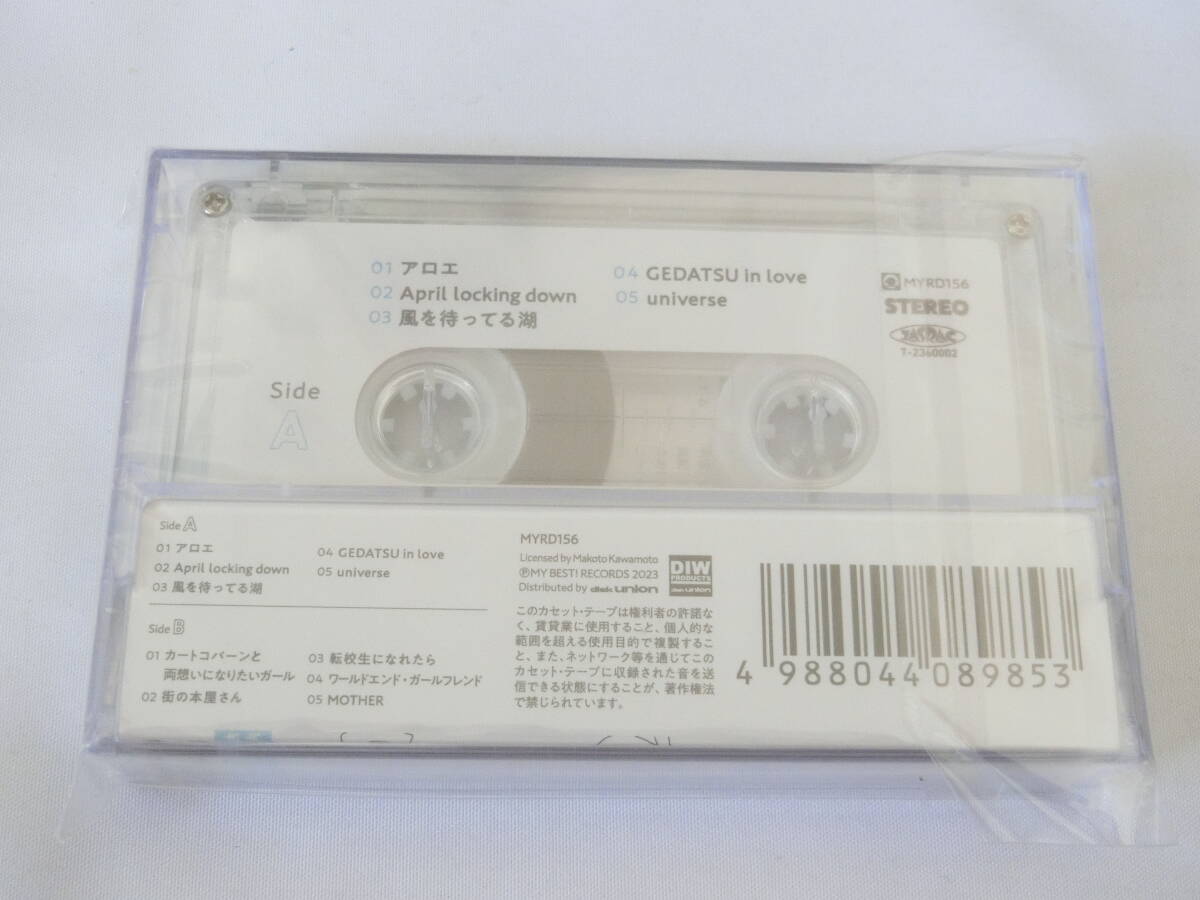 01 アロエ
02 April locking down
03 風を待ってる湖
04 GEDATSU in love
05 universe
MYRD156
STEREO
JASRAC
T-2360002
Side
A
Side A
01 アロエ
02 April locking down
03 風を待ってる湖
04 GEDATSU in love
05 universe
Side B
01 カートコバーンと
両想いになりたいガール
02 街の本屋さん
03 転校生になれたら
04 ワールドエンド・ガールフレンド
05 MOTHER
MYRD156
Licensed by Makoto Kawamoto
ⓅMY BEST! RECORDS 2023
Distributed by disk union
DIW
PRODUCTS
disk union
このカセット・テープは権利者の許諾な
く、賃貸業に使用すること、個人的な
範囲を超える使用目的で複製するこ
と、また、ネットワーク等を通じてこの
カセット・テープに収録された音を送
信できる状態にすることが、著作権法
で禁じられています。
4 988044 089853